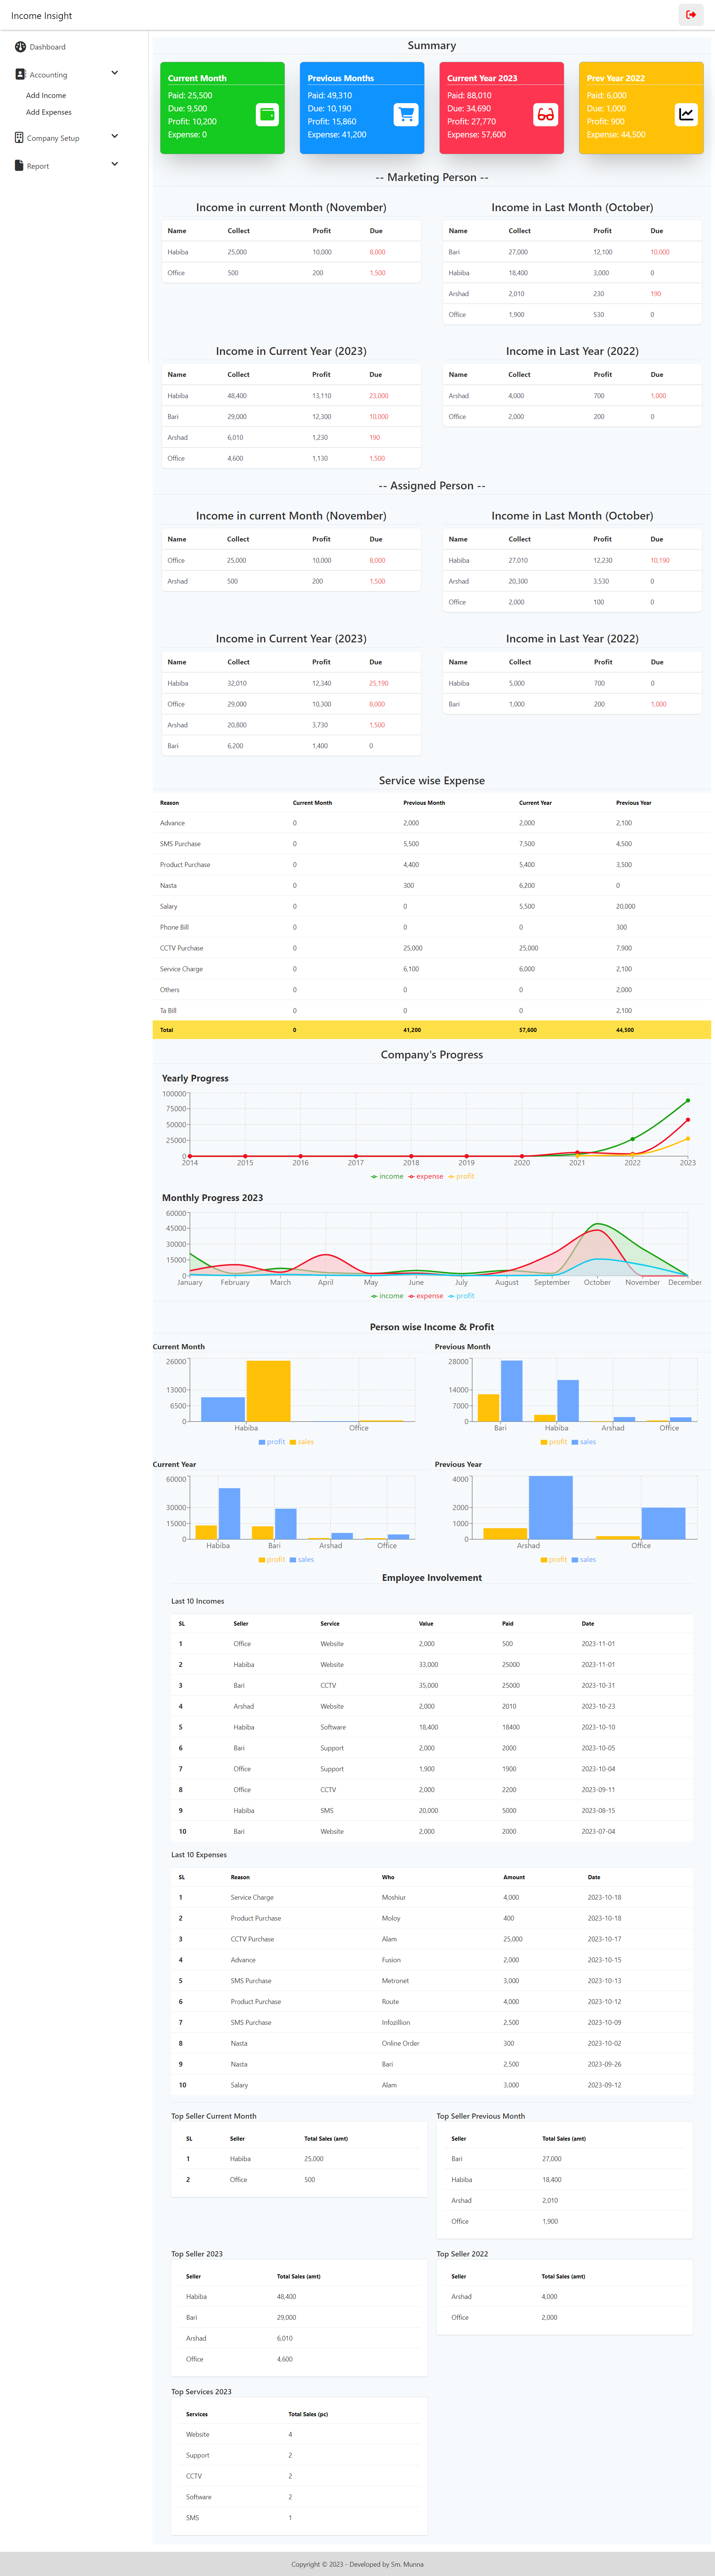 Income Insight
Dashboard
Accounting
Add Income
Add Expenses
Company Setup
Report
Summary
Current Month
Paid: 25,500
Due: 9,500
Profit: 10,200
Expense: 0
Previous Months
Paid: 49,310
Due: 10,190
Profit: 15,860
Expense: 41,200
Current Year 2023
Paid: 88,010
Due: 34,690
Profit: 27,770
Expense: 57,600
Prev Year 2022
Paid: 6,000
Due: 1,000
Profit: 900
Expense: 44,500
-- Marketing Person --
Income in current Month (November)
Name Collect Profit Due
Habiba 25,000 10,000 8,000
Office 500 200 1,500
Income in Last Month (October)
Name Collect Profit Due
Bari 27,000 12,100 10,000
Habiba 18,400 3,000 0
Arshad 2,010 230 190
Office 1,900 530 0
Income in Current Year (2023)
Name Collect Profit Due
Habiba 48,400 13,110 23,000
Bari 29,000 12,300 10,000
Arshad 6,010 1,230 190
Office 4,600 1,130 1,500
Income in Last Year (2022)
Name Collect Profit Due
Arshad 4,000 700 1,000
Office 2,000 200 0
-- Assigned Person --
Income in current Month (November)
Name Collect Profit Due
Office 25,000 10,000 8,000
Arshad 500 200 1,500
Income in Last Month (October)
Name Collect Profit Due
Habiba 27,010 12,230 10,190
Arshad 20,300 3,530 0
Office 2,000 100 0
Income in Current Year (2023)
Name Collect Profit Due
Habiba 32,010 12,340 25,190
Office 29,000 10,300 8,000
Arshad 20,800 3,730 1,500
Bari 6,200 1,400 0
Income in Last Year (2022)
Name Collect Profit Due
Habiba 5,000 700 0
Bari 1,000 200 1,000
Service wise Expense
Reason Current Month Previous Month Current Year Previous Year
Advance 0 2,000 2,000 2,100
SMS Purchase 0 5,500 7,500 4,500
Product Purchase 0 4,400 5,400 3,500
Nasta 0 300 6,200 0
Salary 0 0 5,500 20,000
Phone Bill 0 0 0 300
CCTV Purchase 0 25,000 25,000 7,900
Service Charge 0 6,100 6,000 2,100
Others 0 0 0 2,000
Ta Bill 0 0 0 2,100
Total 0 41,200 57,600 44,500
Company's Progress
Yearly Progress
100000
75000
50000
25000
0
2014 2015 2016 2017 2018 2019 2020 2021 2022 2023
income expense profit
Monthly Progress 2023
60000
45000
30000
15000
0
January February March April May June July August September October November December
income expense profit
Person wise Income & Profit
Current Month
26000
13000
6500
0
Habiba Office
profit sales
Previous Month
28000
14000
7000
0
Bari Habiba Arshad Office
profit sales
Current Year
60000
30000
15000
0
Habiba Bari Arshad Office
profit sales
Previous Year
4000
2000
1000
0
Arshad Office
profit sales
Employee Involvement
Last 10 Incomes
SL Seller Service Value Paid Date
1 Office Website 2,000 500 2023-11-01
2 Habiba Website 33,000 25000 2023-11-01
3 Bari CCTV 35,000 25000 2023-10-31
4 Arshad Website 2,000 2010 2023-10-23
5 Habiba Software 18,400 18400 2023-10-10
6 Bari Support 2,000 2000 2023-10-05
7 Office Support 1,900 1900 2023-10-04
8 Office CCTV 2,000 2200 2023-09-11
9 Habiba SMS 20,000 5000 2023-08-15
10 Bari Website 2,000 2000 2023-07-04
Last 10 Expenses
SL Reason Who Amount Date
1 Service Charge Moshiur 4,000 2023-10-18
2 Product Purchase Moloy 400 2023-10-18
3 CCTV Purchase Alam 25,000 2023-10-17
4 Advance Fusion 2,000 2023-10-15
5 SMS Purchase Metronet 3,000 2023-10-13
6 Product Purchase Route 4,000 2023-10-12
7 SMS Purchase Infozillion 2,500 2023-10-09
8 Nasta Online Order 300 2023-10-02
9 Nasta Bari 2,500 2023-09-26
10 Salary Alam 3,000 2023-09-12
Top Seller Current Month
SL Seller Total Sales (amt)
1 Habiba 25,000
2 Office 500
Top Seller Previous Month
Seller Total Sales (amt)
Bari 27,000
Habiba 18,400
Arshad 2,010
Office 1,900
Top Seller 2023
Seller Total Sales (amt)
Habiba 48,400
Bari 29,000
Arshad 6,010
Office 4,600
Top Seller 2022
Seller Total Sales (amt)
Arshad 4,000
Office 2,000
Top Services 2023
Services Total Sales (pc)
Website 4
Support 2
CCTV 2
Software 2
SMS 1
Copyright © 2023 - Developed by Sm. Munna